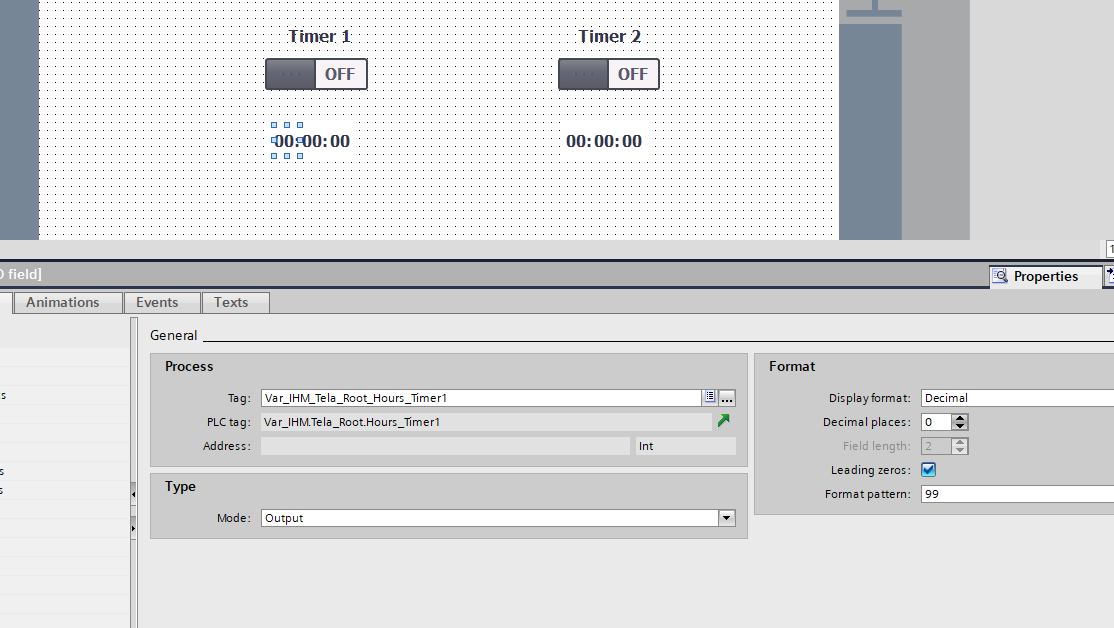 Timer 1 Timer 2
OFF OFF
00:00:00 00:00:00
1
O field]
Properties
Animations Events Texts
General
Process Format
Tag: Var_IHM_Tela_Root_Hours_Timer1 ... Display format: Decimal
PLC tag: Var_IHM.Tela_Root.Hours_Timer1 Decimal places: 0
Address: Int Field length: 2
Leading zeros:
Type Format pattern: 99
Mode: Output